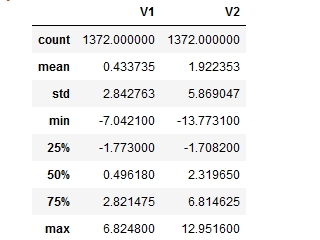 V1 V2
count 1372.000000 1372.000000
mean 0.433735 1.922353
std 2.842763 5.869047
min -7.042100 -13.773100
25% -1.773000 -1.708200
50% 0.496180 2.319650
75% 2.821475 6.814625
max 6.824800 12.951600